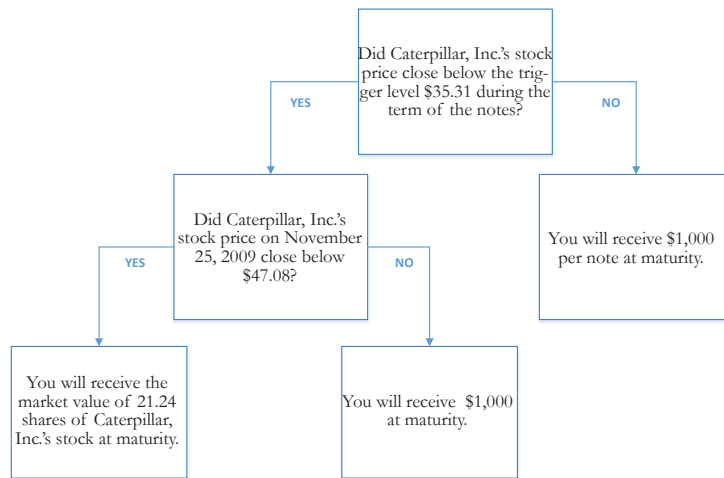 Did Caterpillar, Inc.'s stock
price close below the trig-
ger level $35.31 during the
term of the notes?
YES
NO
Did Caterpillar, Inc.'s
stock price on November
25, 2009 close below
$47.08?
You will receive $1,000
per note at maturity.
YES
NO
You will receive the
market value of 21.24
shares of Caterpillar,
Inc.'s stock at maturity.
You will receive $1,000
at maturity.